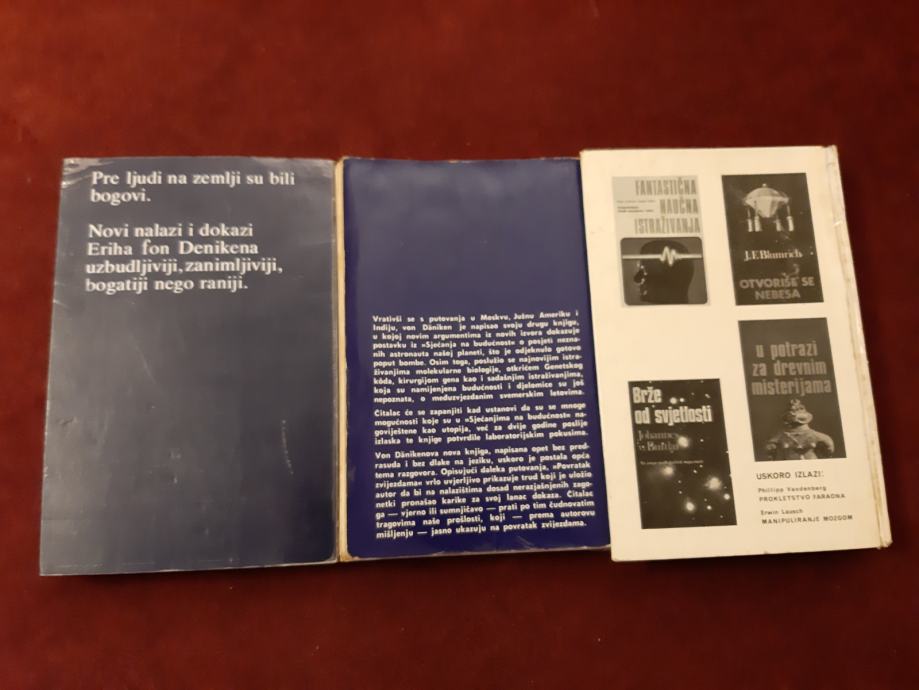 Pre ljudi na zemlji su bili
bogovi.
Novi nalazi i dokazi
Eriha fon Denikena
uzbudljiviji, zanimljiviji,
bogatiji nego raniji.
Vrativši se s putovanja u Moskvu, Južnu Ameriku i
Indiju, von Däniken je napisao svoju drugu knjigu,
u kojoj novim argumentima iz novih izvora dokazuje
postavku iz »Sjećanja na budućnost« o posjeti nezna-
nih astronauta našoj planeti, što je odjeknulo gotovo
poput bombe. Osim toga, poslužio se najnovijim istra-
živanjima molekularne biologije, otkrićem Genetskog
kôda, kirurgijom gena kao i sadašnjim istraživanjima,
koja su namijenjena budućnosti i djelomice su još
nepoznata, o međuzvjezdanim svemirskim letovima.
Čitalac će se zapanjiti kad ustanovi da su se mnoge
mogućnosti koje su u »Sjećanjima na budućnost« na-
goviještene kao utopija, već za dvije godine poslije
izlaska te knjige potvrdile laboratorijskim pokusima.
Von Dänikenova nova knjiga, napisana opet bez pred-
rasuda i bez dlake na jeziku, uskoro je postala opća
tema razgovora. Opisujući daleka putovanja, »Povratak
zvijezdama« vrlo uvjerljivo prikazuje trud koji je uložio
autor da bi na nalazištima dosad nerazjašnjenih zago-
netki pronašao karike za svoj lanac dokaza. Čitalac
ga — vjerno ili sumnjičavo — prati po tim čudnovatim
tragovima naše prošlosti, koji — prema autorovu
mišljenju — jasno ukazuju na povratak zvijezdama.
FANTASTIČNA
NAUČNA
ISTRAŽIVANJA
J.F. Blumrich
OTVORIŠE SE
NEBESA
Brže
od svjetlosti
Johannes
v. Buttlar
u potrazi
za drevnim
misterijama
USKORO IZLAZI:
Phillipp Vandenberg
PROKLETSTVO FARAONA
Erwin Lausch
MANIPULIRANJE MOZGOM